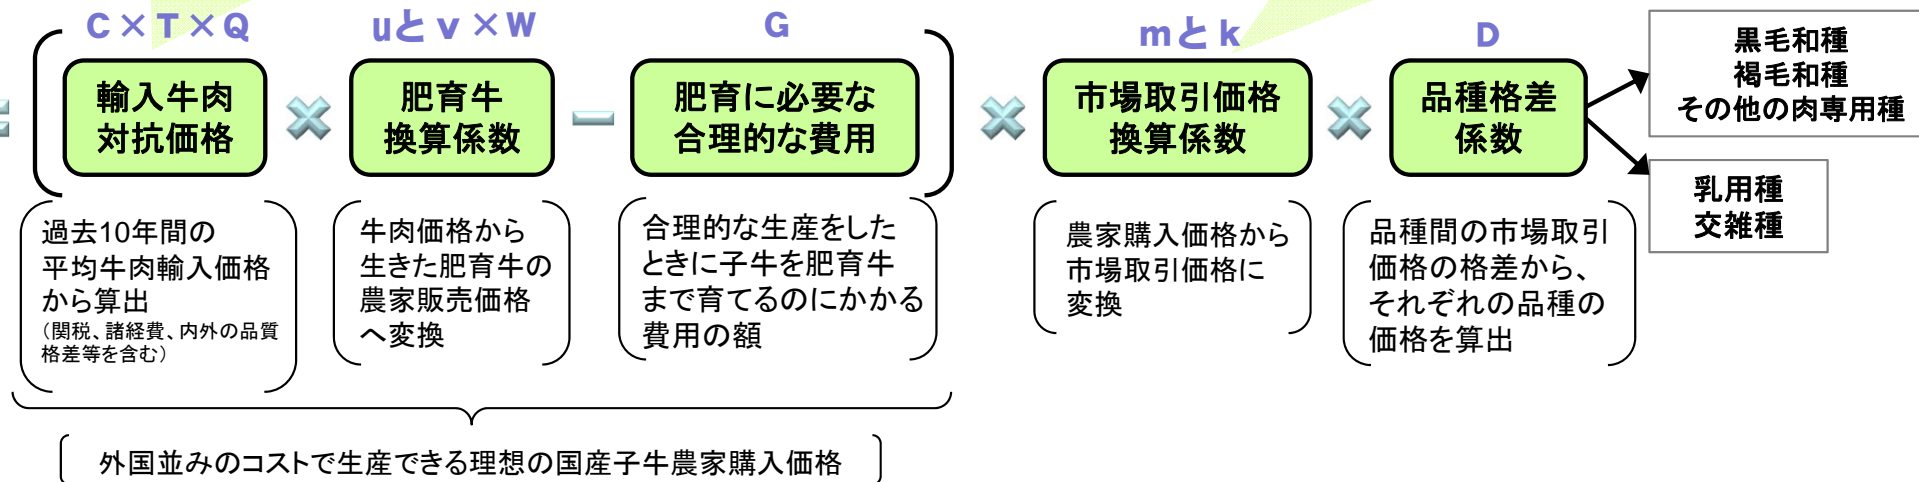 C×T×Q
uとv×W
G
mとk
D
=
輸入牛肉
対抗価格
×
肥育牛
換算係数
−
肥育に必要な
合理的な費用
×
市場取引価格
換算係数
×
品種格差
係数
黒毛和種
褐毛和種
その他の肉専用種
乳用種
交雑種
過去10年間の
平均牛肉輸入価格
から算出
(関税、諸経費、内外の品質
格差等を含む)
牛肉価格から
生きた肥育牛の
農家販売価格
へ変換
合理的な生産をした
ときに子牛を肥育牛
まで育てるのにかかる
費用の額
農家購入価格から
市場取引価格に
変換
品種間の市場取引
価格の格差から、
それぞれの品種の
価格を算出
外国並みのコストで生産できる理想の国産子牛農家購入価格